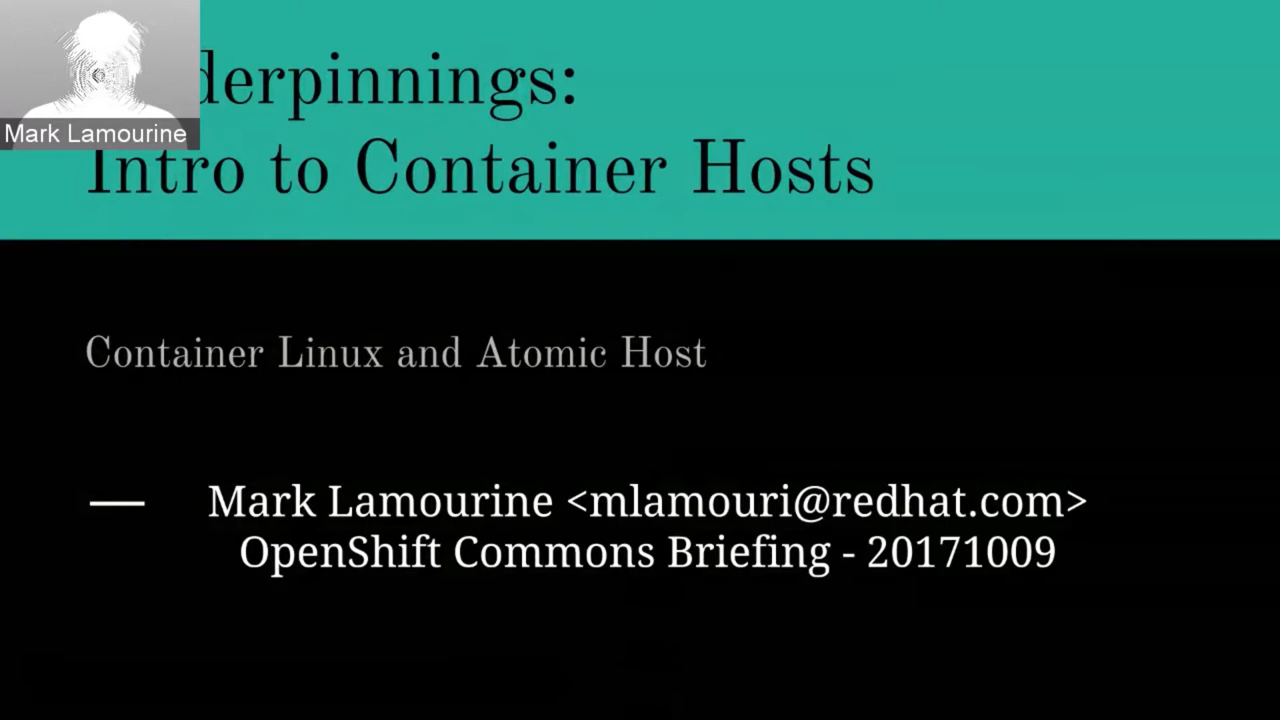 Mark Lamourine
derpinnings:
Intro to Container Hosts
Container Linux and Atomic Host
— Mark Lamourine <mlamouri@redhat.com>
OpenShift Commons Briefing - 20171009